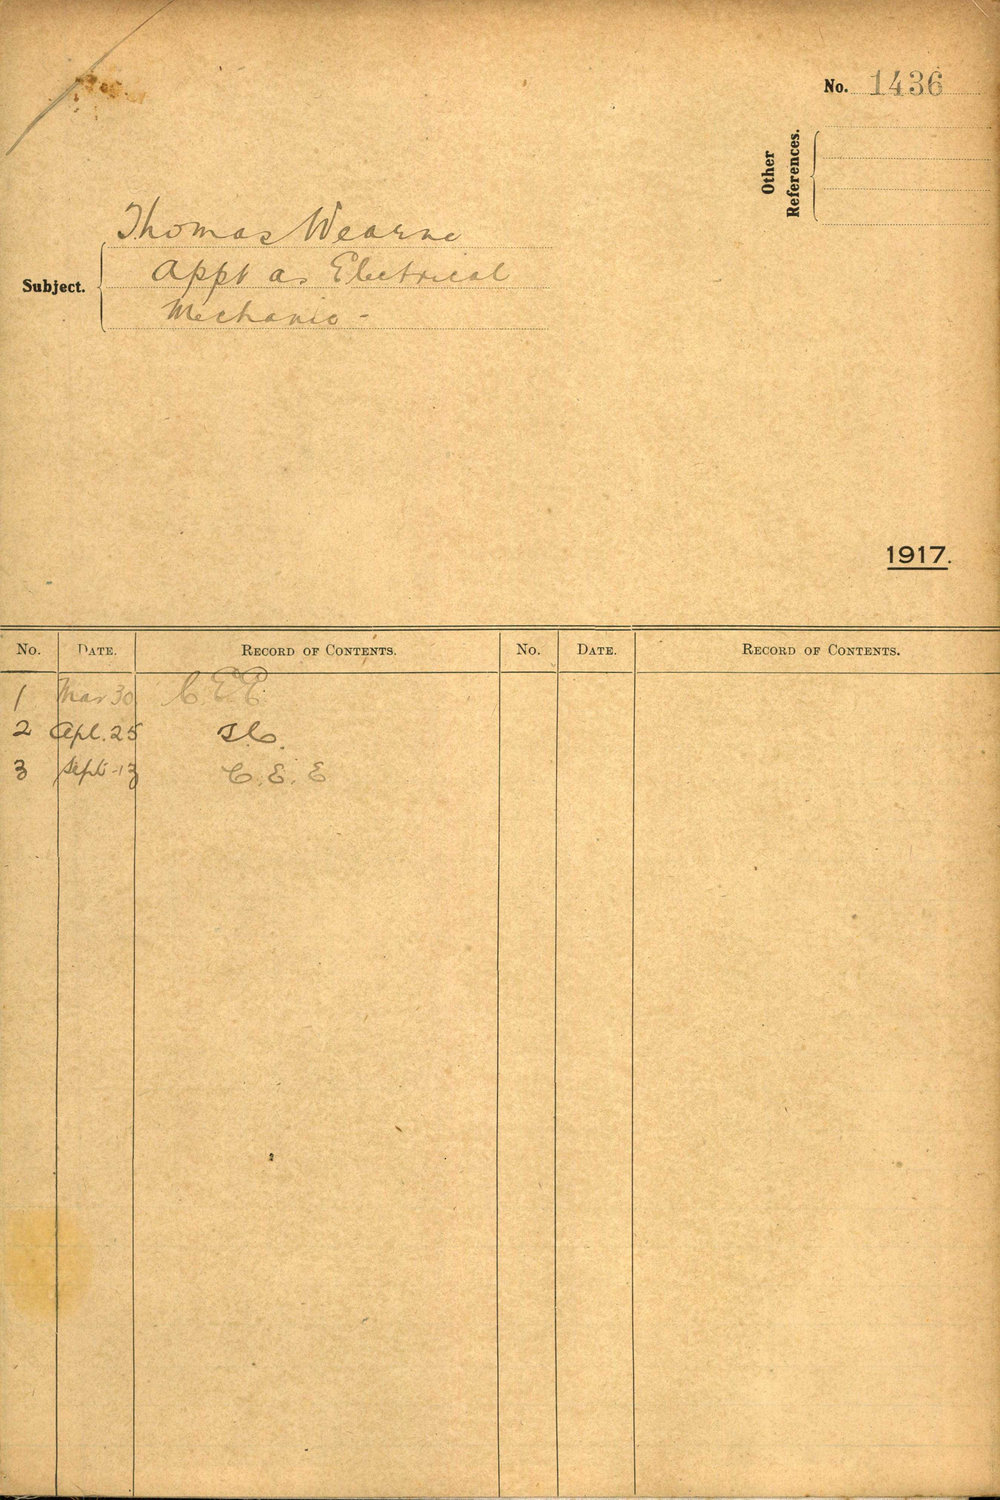 No. 1436
Other
References.
Thomas Wearne
Subject. Appt as Electrical
Mechanic -
1917.
No. DATE. RECORD OF CONTENTS. No. DATE. RECORD OF CONTENTS.
1 Mar 30 C.E.E.
2 Apl. 25
3 Sept 13 C.E.E